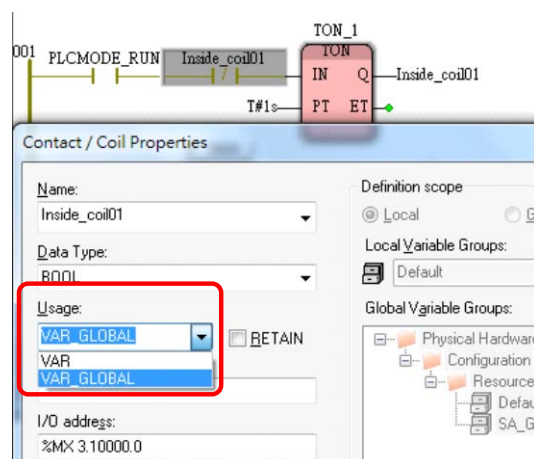 TON_1
001 PLCMODE_RUN Inside_coil01 TON
/ IN Q Inside_coil01
T#1s PT ET
Contact / Coil Properties
Name: Definition scope
Inside_coil01 Local G
Data Type: Local Variable Groups:
BOOL Default
Usage: Global Variable Groups:
VAR_GLOBAL RETAIN Physical Hardware
VAR Configuration
VAR_GLOBAL Resource
Defau
I/O address: SA_G
%MX 3.10000.0